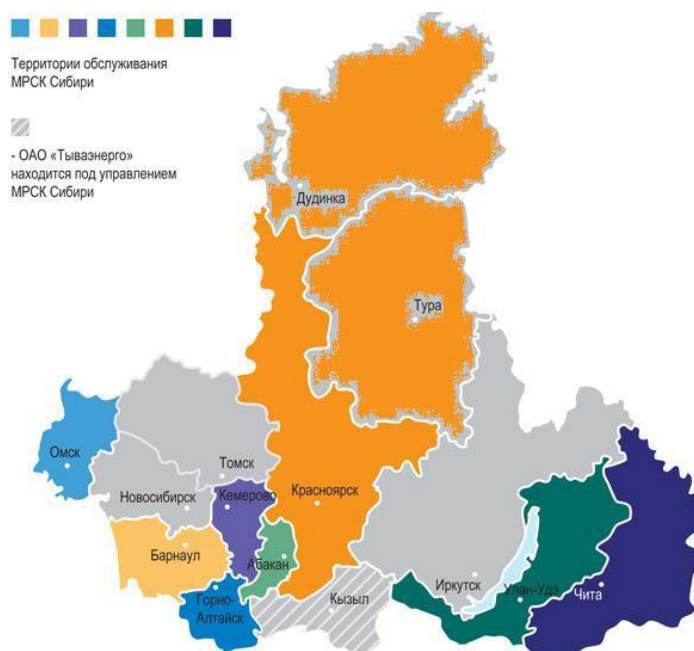 Территории обслуживания
МРСК Сибири
- ОАО «Тываэнерго»
находится под управлением
МРСК Сибири
Дудинка
Тура
Омск
Томск
Новосибирск
Кемерово
Красноярск
Барнаул
Абакан
Горно-
Алтайск
Кызыл
Иркутск
Улан-Удэ
Чита